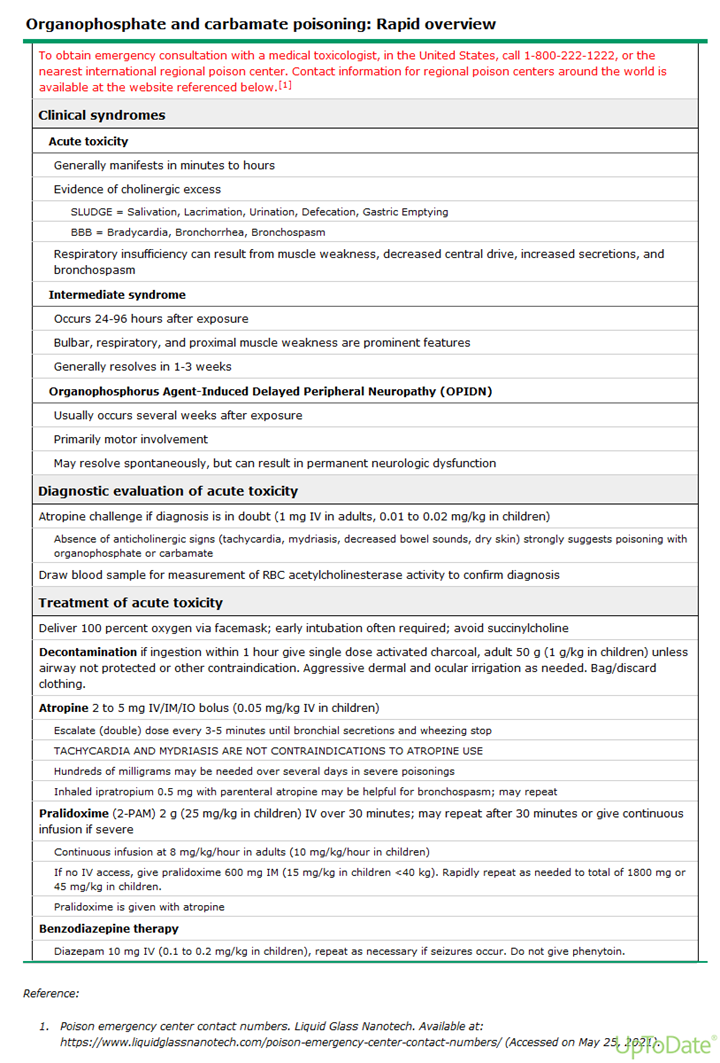 Organophosphate and carbamate poisoning: Rapid overview
To obtain emergency consultation with a medical toxicologist, in the United States, call 1-800-222-1222, or the
nearest international regional poison center. Contact information for regional poison centers around the world is
available at the website referenced below.[1]
Clinical syndromes
Acute toxicity
Generally manifests in minutes to hours
Evidence of cholinergic excess
SLUDGE = Salivation, Lacrimation, Urination, Defecation, Gastric Emptying
BBB = Bradycardia, Bronchorrhea, Bronchospasm
Respiratory insufficiency can result from muscle weakness, decreased central drive, increased secretions, and
bronchospasm
Intermediate syndrome
Occurs 24-96 hours after exposure
Bulbar, respiratory, and proximal muscle weakness are prominent features
Generally resolves in 1-3 weeks
Organophosphorus Agent-Induced Delayed Peripheral Neuropathy (OPIDN)
Usually occurs several weeks after exposure
Primarily motor involvement
May resolve spontaneously, but can result in permanent neurologic dysfunction
Diagnostic evaluation of acute toxicity
Atropine challenge if diagnosis is in doubt (1 mg IV in adults, 0.01 to 0.02 mg/kg in children)
Absence of anticholinergic signs (tachycardia, mydriasis, decreased bowel sounds, dry skin) strongly suggests poisoning with
organophosphate or carbamate
Draw blood sample for measurement of RBC acetylcholinesterase activity to confirm diagnosis
Treatment of acute toxicity
Deliver 100 percent oxygen via facemask; early intubation often required; avoid succinylcholine
Decontamination if ingestion within 1 hour give single dose activated charcoal, adult 50 g (1 g/kg in children) unless
airway not protected or other contraindication. Aggressive dermal and ocular irrigation as needed. Bag/discard
clothing.
Atropine 2 to 5 mg IV/IM/IO bolus (0.05 mg/kg IV in children)
Escalate (double) dose every 3-5 minutes until bronchial secretions and wheezing stop
TACHYCARDIA AND MYDRIASIS ARE NOT CONTRAINDICATIONS TO ATROPINE USE
Hundreds of milligrams may be needed over several days in severe poisonings
Inhaled ipratropium 0.5 mg with parenteral atropine may be helpful for bronchospasm; may repeat
Pralidoxime (2-PAM) 2 g (25 mg/kg in children) IV over 30 minutes; may repeat after 30 minutes or give continuous
infusion if severe
Continuous infusion at 8 mg/kg/hour in adults (10 mg/kg/hour in children)
If no IV access, give pralidoxime 600 mg IM (15 mg/kg in children <40 kg). Rapidly repeat as needed to total of 1800 mg or
45 mg/kg in children.
Pralidoxime is given with atropine
Benzodiazepine therapy
Diazepam 10 mg IV (0.1 to 0.2 mg/kg in children), repeat as necessary if seizures occur. Do not give phenytoin.
Reference:
1. Poison emergency center contact numbers. Liquid Glass Nanotech. Available at:
https://www.liquidglassnanotech.com/poison-emergency-center-contact-numbers/ (Accessed on May 25, 2021).
UpToDate®